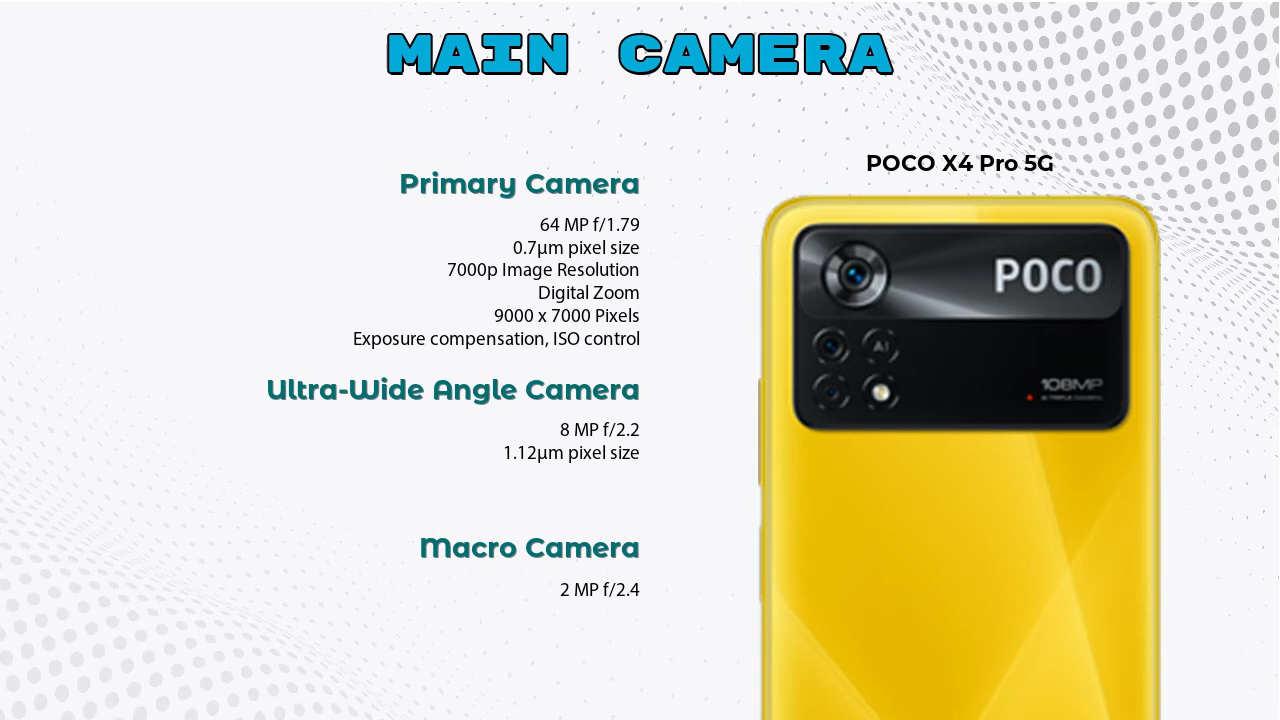 MAIN CAMERA
Primary Camera
64 MP f/1.79
0.7µm pixel size
7000p Image Resolution
Digital Zoom
9000 x 7000 Pixels
Exposure compensation, ISO control
Ultra-Wide Angle Camera
8 MP f/2.2
1.12µm pixel size
Macro Camera
2 MP f/2.4
POCO X4 Pro 5G
POCO
AI
108MP